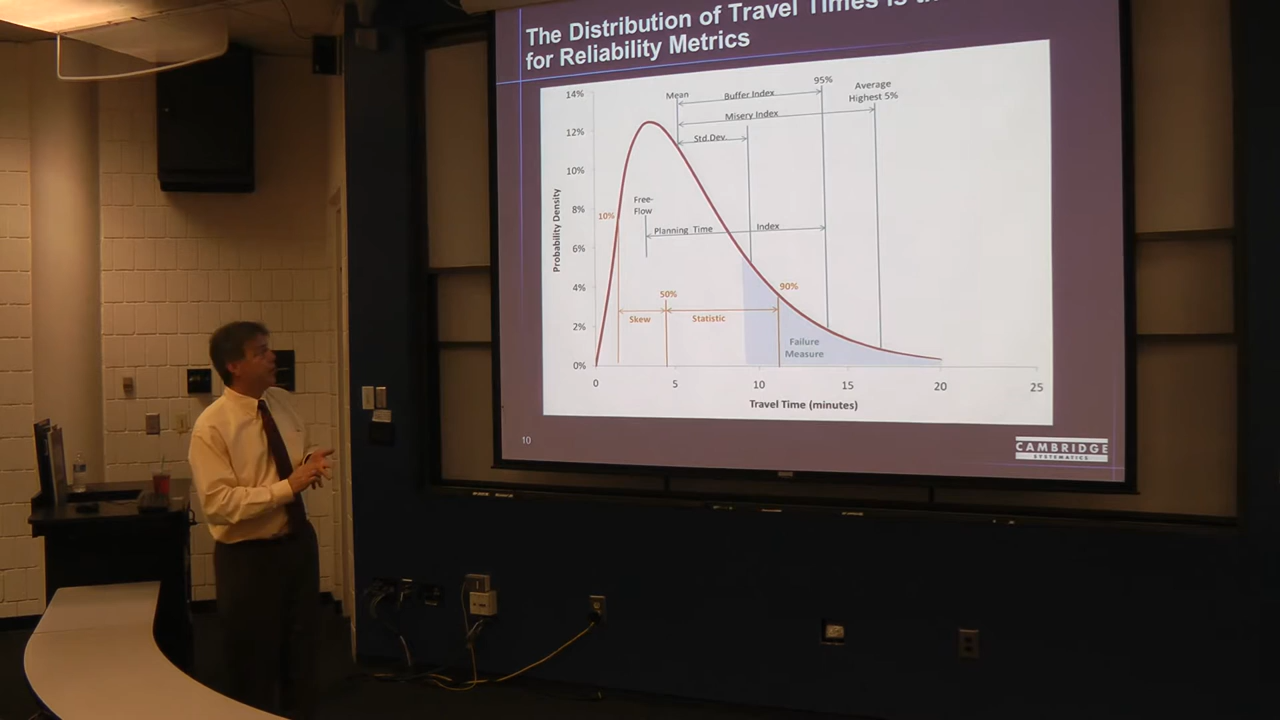 The Distribution of Travel Times is
for Reliability Metrics
14%
12%
10%
8%
6%
4%
2%
0%
Probability Density
0
5
10
15
20
25
Travel Time (minutes)
Mean
Buffer Index
95%
Average
Highest 5%
Misery Index
Std.Dev.
10%
Free-
Flow
Planning Time Index
50%
90%
Skew
Statistic
Failure
Measure
10
CAMBRIDGE
SYSTEMATICS